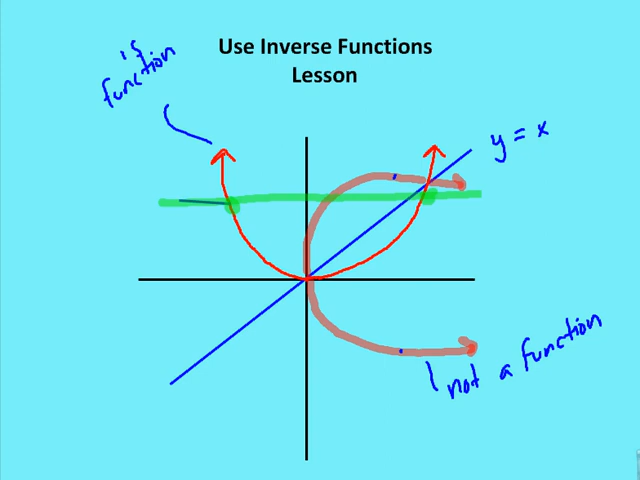 Use Inverse Functions
Lesson
is
function
y = x
not a function